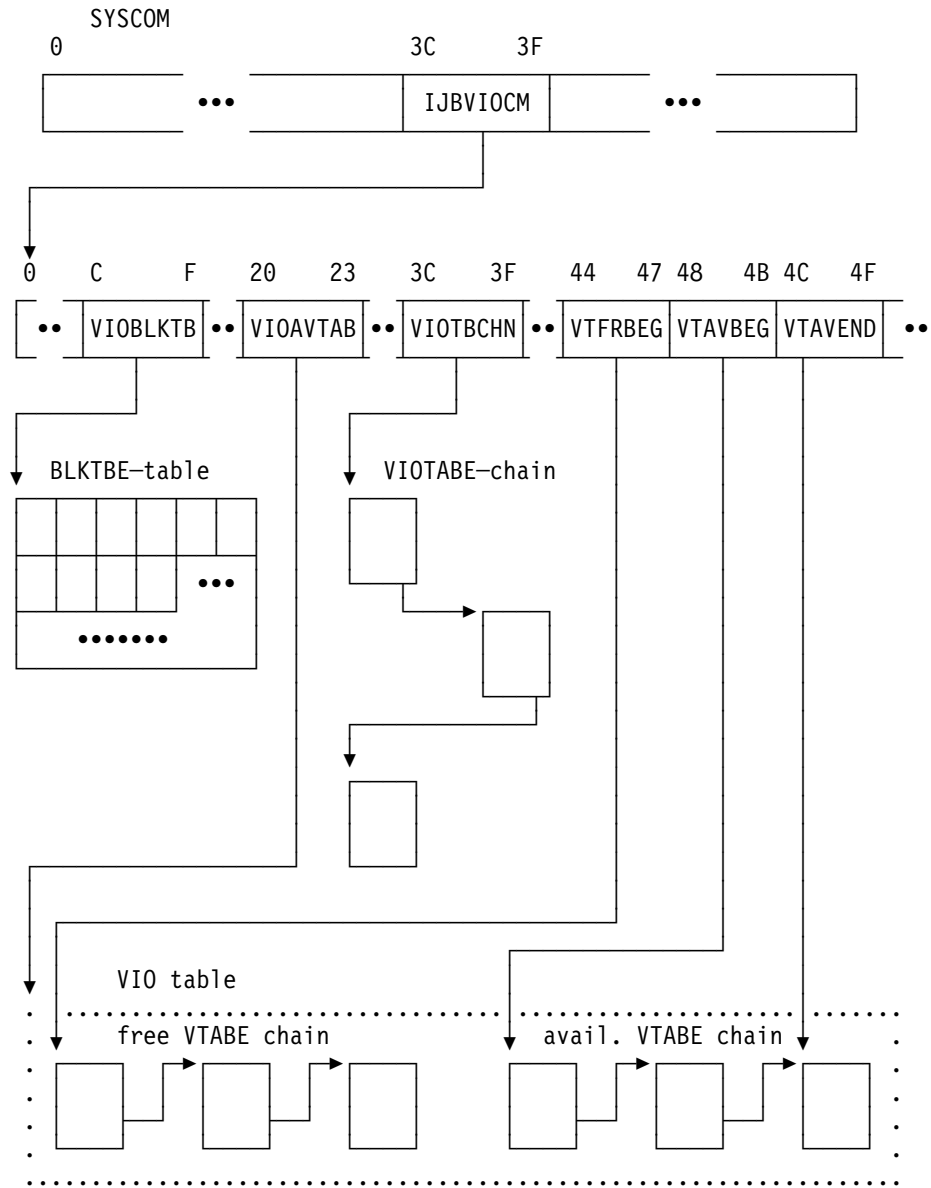 SYSCOM
0 3C 3F
••• IJBVIOCM •••
0 C F 20 23 3C 3F 44 47 48 4B 4C 4F
•• VIOBLKTB •• VIOAVTAB •• VIOTBCHN •• VTFRBEG VTAVBEG VTAVEND ••
BLKTBE—table VIOTABE—chain
•••
•••••••
VIO table
free VTABE chain avail. VTABE chain